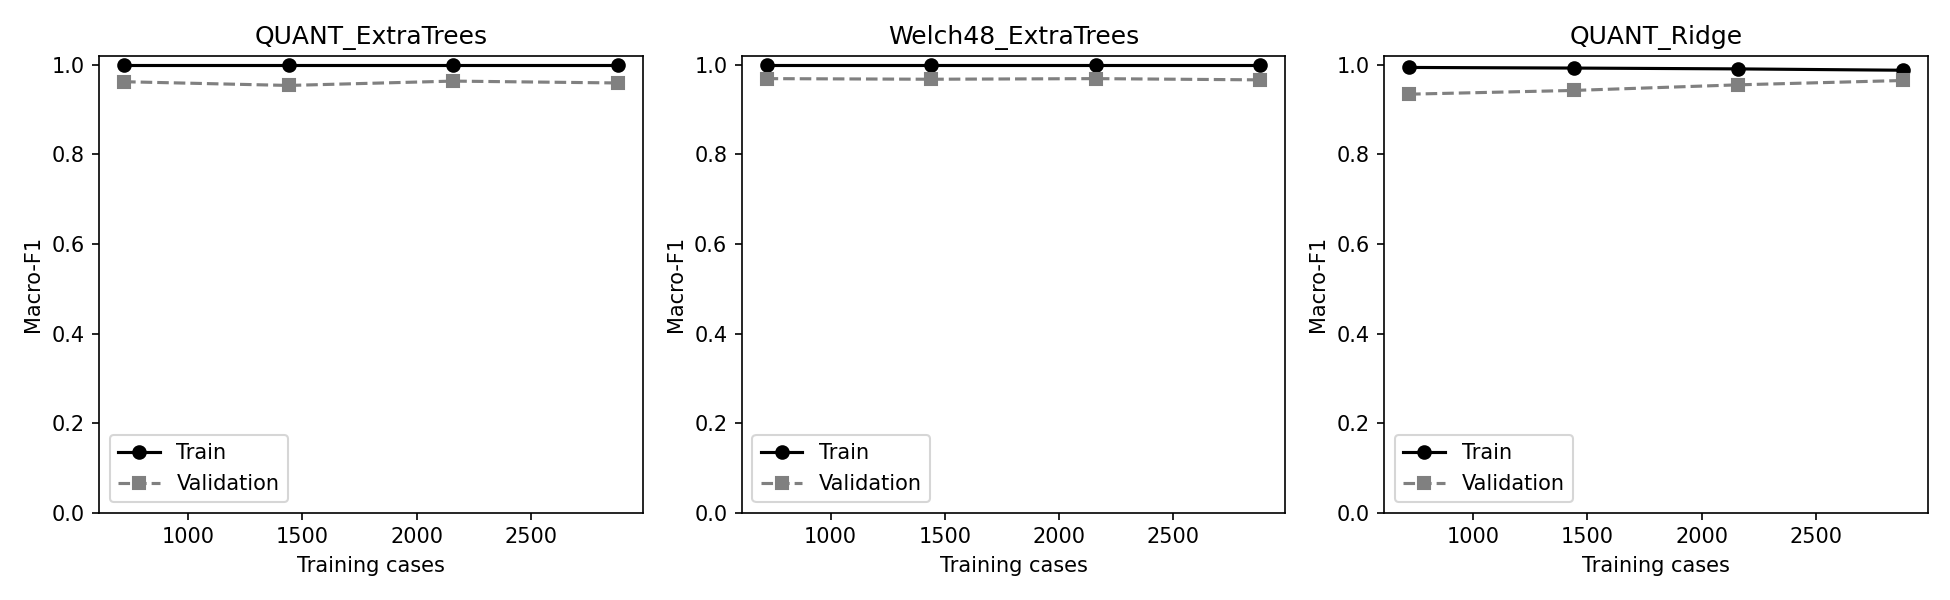 QUANT_ExtraTrees
Macro-F1
1.0
0.8
0.6
0.4
0.2
0.0
Train
Validation
1000 1500 2000 2500
Training cases
Welch48_ExtraTrees
Macro-F1
1.0
0.8
0.6
0.4
0.2
0.0
Train
Validation
1000 1500 2000 2500
Training cases
QUANT_Ridge
Macro-F1
1.0
0.8
0.6
0.4
0.2
0.0
Train
Validation
1000 1500 2000 2500
Training cases